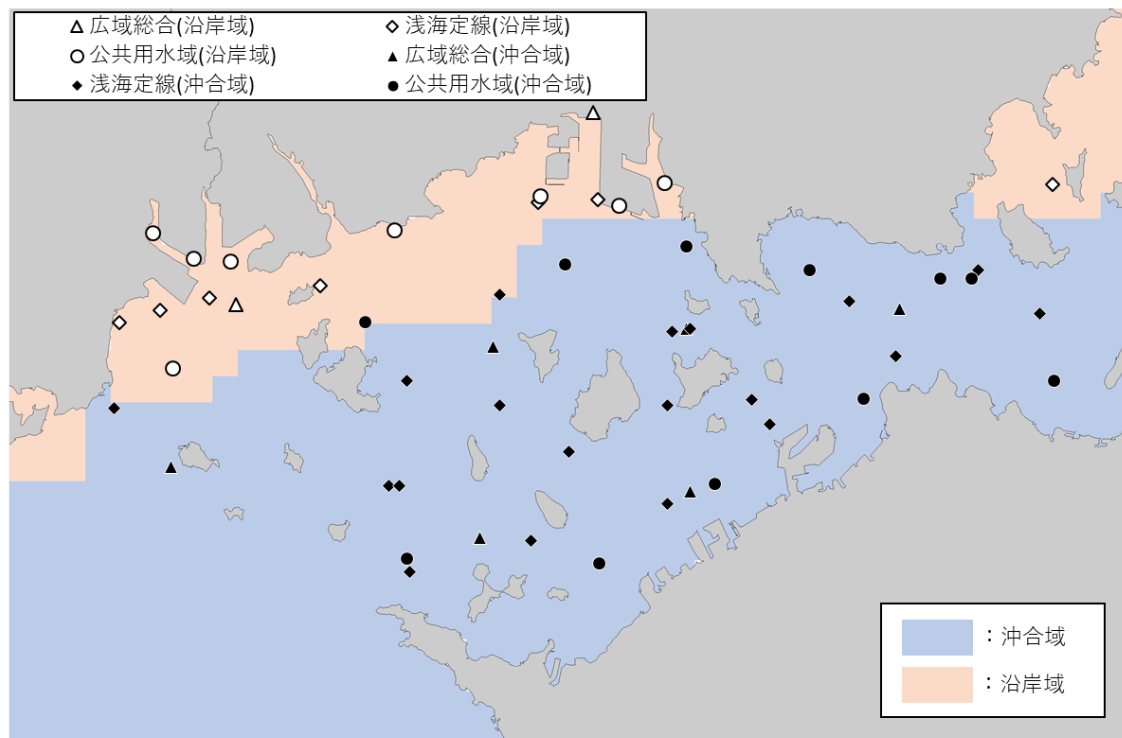 広域総合(沿岸域) 浅海定線(沿岸域)
公共用水域(沿岸域) 広域総合(沖合域)
浅海定線(沖合域) 公共用水域(沖合域)
：沖合域
：沿岸域